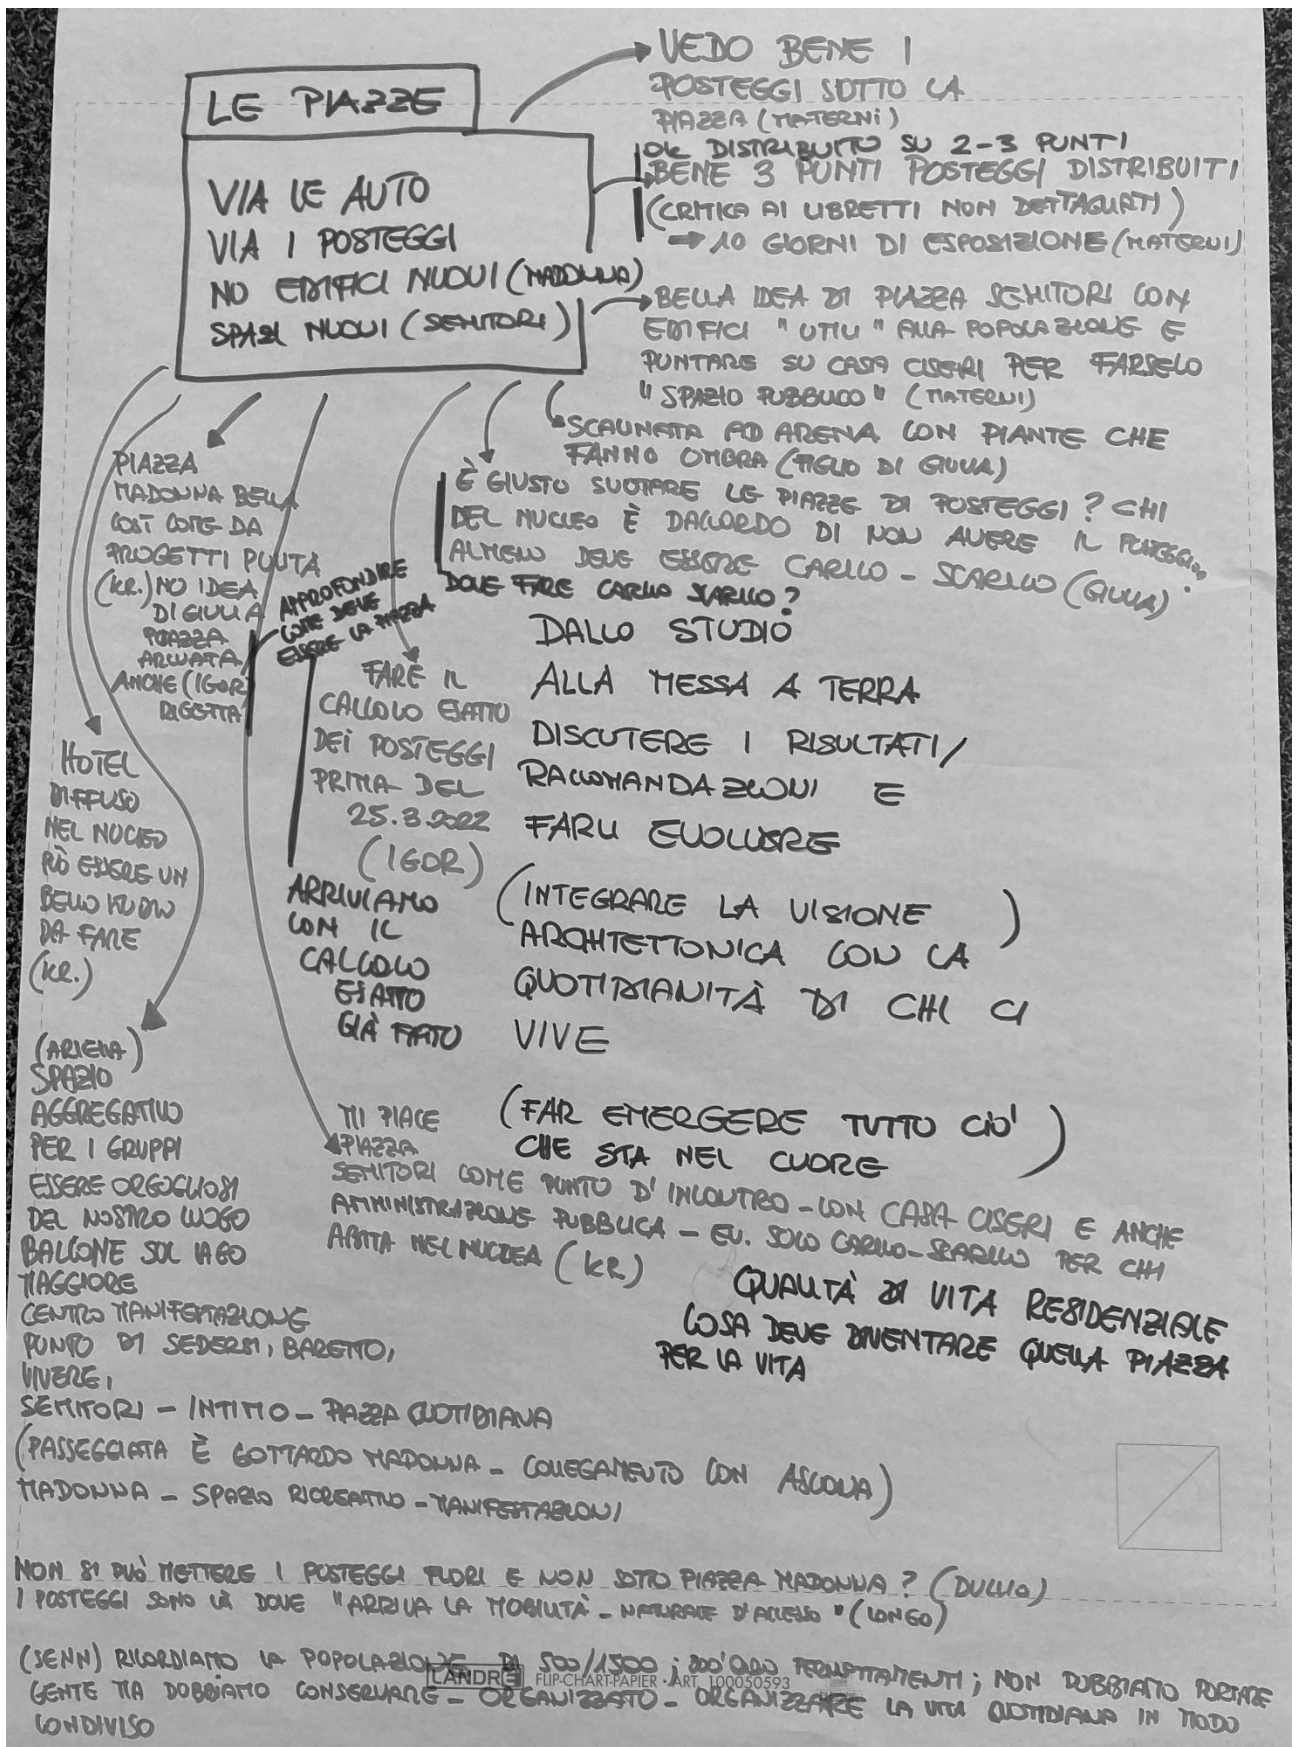 LE PIAZZE
VIA LE AUTO
VIA I POSTEGGI
NO EDIFICI NUOVI (MADONNA)
SPAZI NUOVI (SEMITORI)
VEDO BENE I
POSTEGGI SOTTO LA
PIAZZA (MATERNI)
OK DISTRIBUITO SU 2-3 PUNTI
BENE 3 PUNTI POSTEGGI DISTRIBUITI
(CRITICA AI LIBRETTI NON DETTAGLIATI)
⇒ 10 GIORNI DI ESPOSIZIONE (MATERNI)
BELLA IDEA DI PIAZZA SEMITORI CON
EDIFICI "UTILI" ALLA POPOLAZIONE E
PUNTARE SU CASA CISERI PER FARSELO
"SPAZIO PUBBLICO" (MATERNI)
SCALINATA AD ARENA CON PIANTE CHE
FANNO OMBRA (FIGLIO DI GIULIA)
È GIUSTO SUOTARE LE PIAZZE DI POSTEGGI? CHI
DEL NUCLEO È DACCORDO DI NON AVERE IL POSTEGGIO,
ALMENO DEVE ESSERE CARICO - SCARICO (GIULIA)
DOVE FARE CARICO SCARICO?
PIAZZA
MADONNA BELLA
COSÌ COME DA
PROGETTI PUNTA
(KR.) NO IDEA
DI GIULIA
PIAZZA
ANCHE (IGOR)
RIGETTA
APPROFONDIRE
COME DEVE
ESSERE LA PIAZZA
FARE IL
CALCOLO ESATTO
DEI POSTEGGI
PRIMA DEL
25.3.2022
(IGOR)
ARRIVIAMO
CON IL
CALCOLO
ESATTO
GIÀ FATTO
DALLO STUDIO
ALLA MESSA A TERRA
DISCUTERE I RISULTATI/
RACCOMANDAZIONI E
FARLI EVOLVERE
(INTEGRARE LA VISIONE)
ARCHITETTONICA CON LA
QUOTIDIANITÀ DI CHI CI
VIVE
(FAR EMERGERE TUTTO CIÒ')
CHE STA NEL CUORE
HOTEL
DIFFUSO
NEL NUCLEO
PUÒ ESSERE UN
BELLO
DA FARE
(KR.)
(ARIENA)
SPAZIO
AGGREGATIVO
PER I GRUPPI
ESSERE ORGOGLIOSI
DEL NOSTRO LUOGO
BALCONE SUL LAGO
MAGGIORE
CENTRO MANIFESTAZIONE
PUNTO DI SEDERSI, BARETTO,
VIVERE,
SEMITORI - INTIMO - PIAZZA QUOTIDIANA
(PASSEGGIATA È GOTTARDO MADONNA - COLLEGAMENTO CON ASCONA)
MADONNA - SPAZIO RICREATIVO - MANIFESTAZIONI
MI PIACE
PIAZZA
SEMITORI COME PUNTO D'INCONTRO - CON CASA CISERI E ANCHE
AMMINISTRAZIONE PUBBLICA - EV. SOLO CARICO-SCARICO PER CHI
ABITA NEL NUCLEA (KR.)
QUALITÀ DI VITA RESIDENZIALE
COSA DEVE DIVENTARE QUELLA PIAZZA
PER LA VITA
NON SI PUÒ METTERE I POSTEGGI FUORI E NON SOTTO PIAZZA MADONNA? (DUILIO)
I POSTEGGI SONO LÀ DOVE "ARRIVA LA MOBILITÀ - NATURALE D'ACCESSO" (LONGO)
(SENN) RICORDIAMO LA POPOLAZIONE DI 500/1500; 800'000 PERNOTTAMENTI; NON DOBBIAMO PORTARE
GENTE MA DOBBIAMO CONSERVARE - ORGANIZZATO - ORGANIZZARE LA VITA QUOTIDIANA IN MODO
CONDIVISO
LANDRÉ FLIP-CHART-PAPIER · ART. 100050593